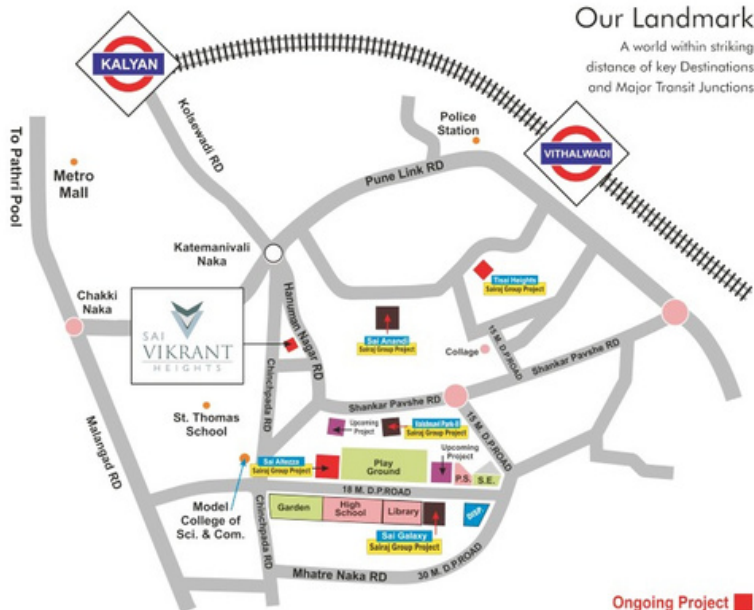 Our Landmark
A world within striking
distance of key Destinations
and Major Transit Junctions
KALYAN
VITHALWADI
To Pathri Pool
Metro
Mall
Kolsewadi RD
Police
Station
Pune Link RD
Katemanivali
Naka
Chakki
Naka
SAI
VIKRANT
HEIGHTS
Hanuman Nagar RD
Tisai Heights
Sairaj Group Project
Sai Anandi
Sairaj Group Project
Collage
15 M. D.P.ROAD
Shankar Pavshe RD
Chinchpada RD
Shankar Pavshe RD
Malangad RD
St. Thomas
School
Upcoming
Project
Sairaj Group Project
15 M. D.P.ROAD
Upcoming
Project
Sai Allezza
Sairaj Group Project
Play
Ground
P.S.
S.E.
18 M. D.P.ROAD
Model
College of
Sci. & Com.
Chinchpada RD
Garden
High
School
Library
DISP.
Sai Galaxy
Sairaj Group Project
Mhatre Naka RD
30 M. D.P.ROAD
Ongoing Project